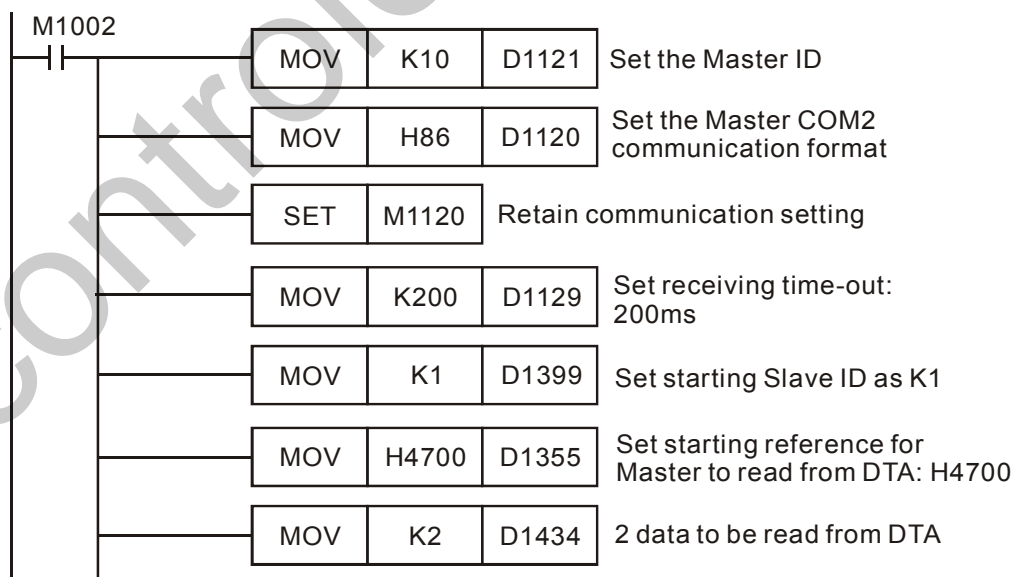 M1002
MOV K10 D1121 Set the Master ID
MOV H86 D1120 Set the Master COM2
communication format
SET M1120 Retain communication setting
MOV K200 D1129 Set receiving time-out:
200ms
MOV K1 D1399 Set starting Slave ID as K1
MOV H4700 D1355 Set starting reference for
Master to read from DTA: H4700
MOV K2 D1434 2 data to be read from DTA